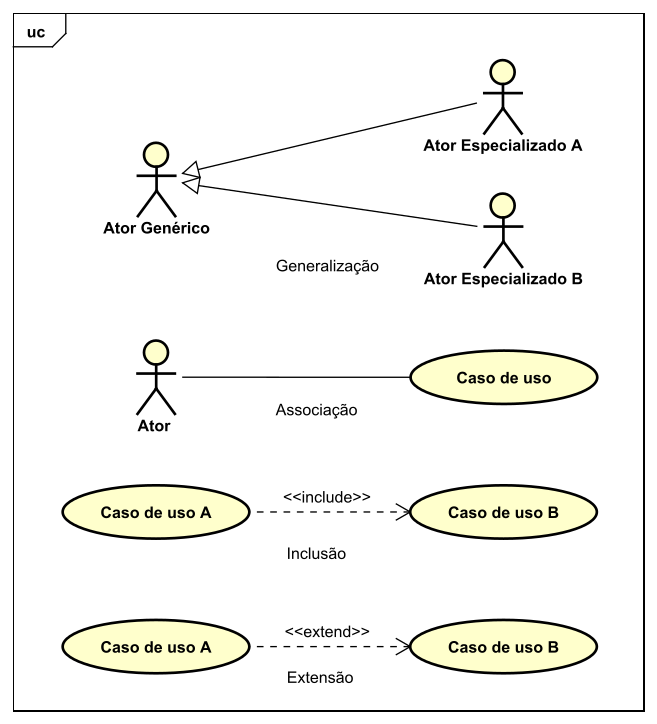 uc
Ator Especializado A
Ator Genérico
Ator Especializado B
Generalização
Caso de uso
Associação
Ator
<<include>>
Caso de uso A
Caso de uso B
Inclusão
<<extend>>
Caso de uso A
Caso de uso B
Extensão